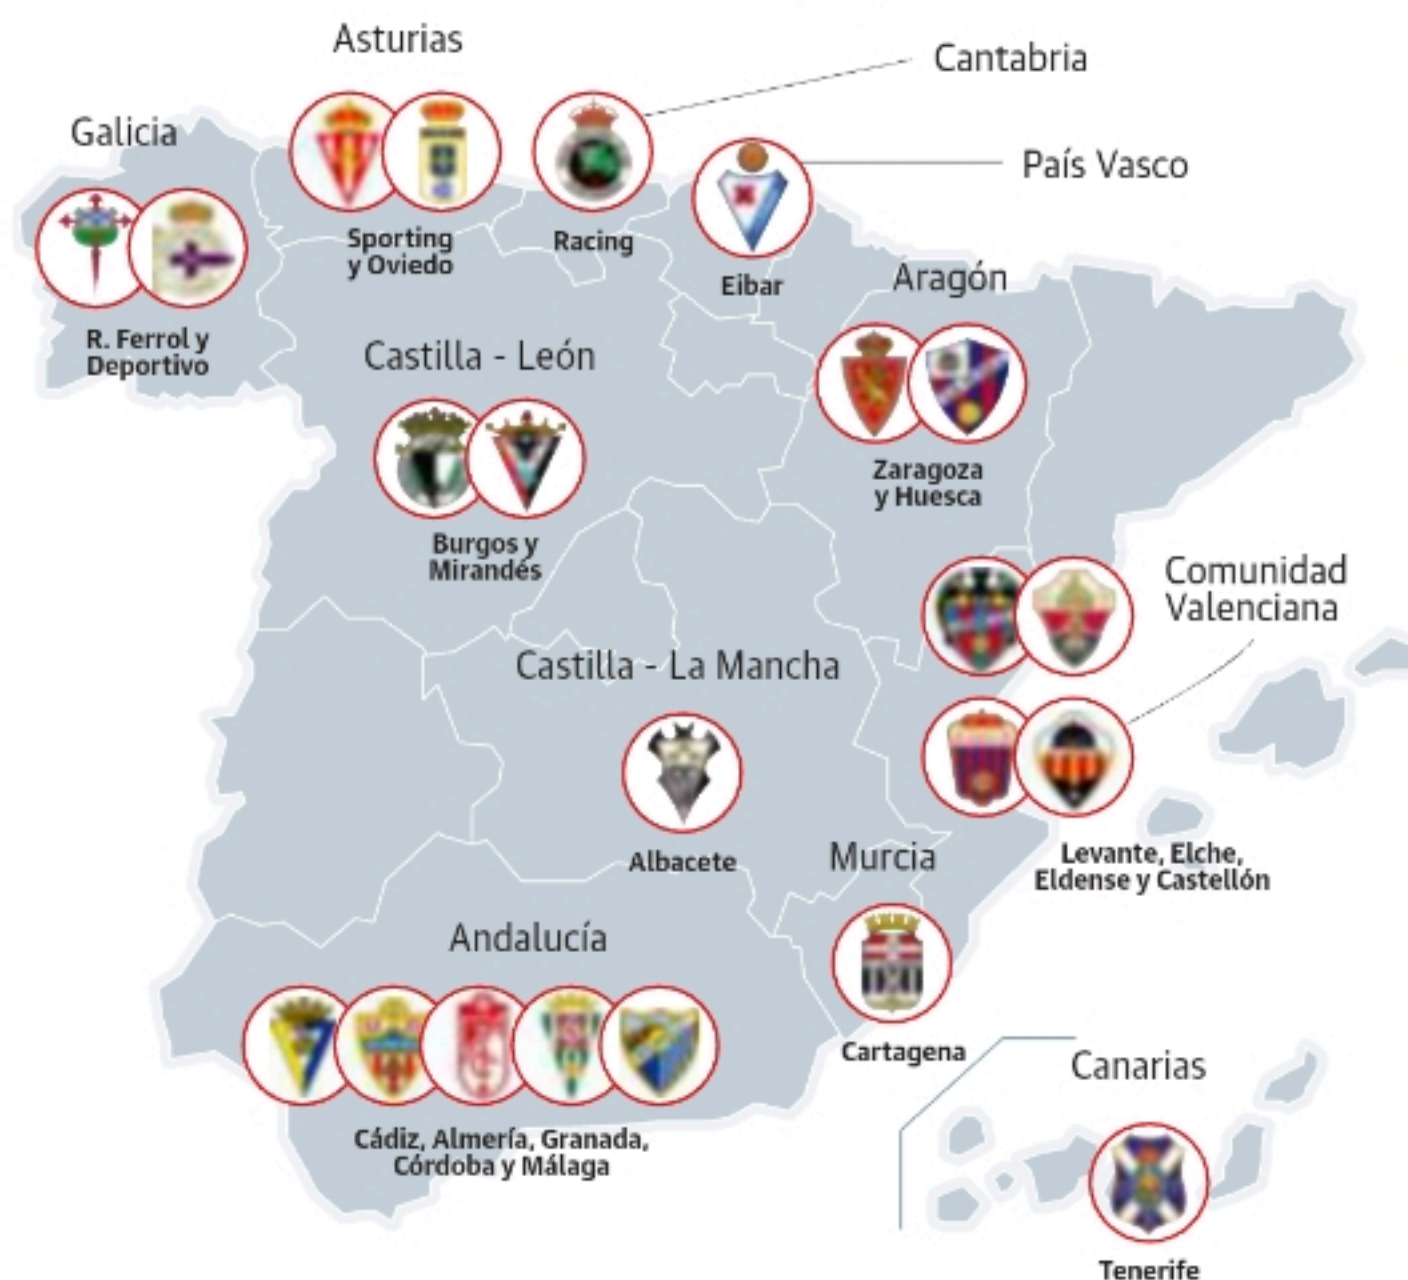 Asturias
Cantabria
Galicia
País Vasco
Sporting
y Oviedo
Racing
Eibar
Aragón
R. Ferrol y
Deportivo
Castilla - León
Zaragoza
y Huesca
Burgos y
Mirandés
Comunidad
Valenciana
Castilla - La Mancha
Albacete
Murcia
Levante, Elche,
Eldense y Castellón
Andalucía
Cartagena
Canarias
Cádiz, Almería, Granada,
Córdoba y Málaga
Tenerife